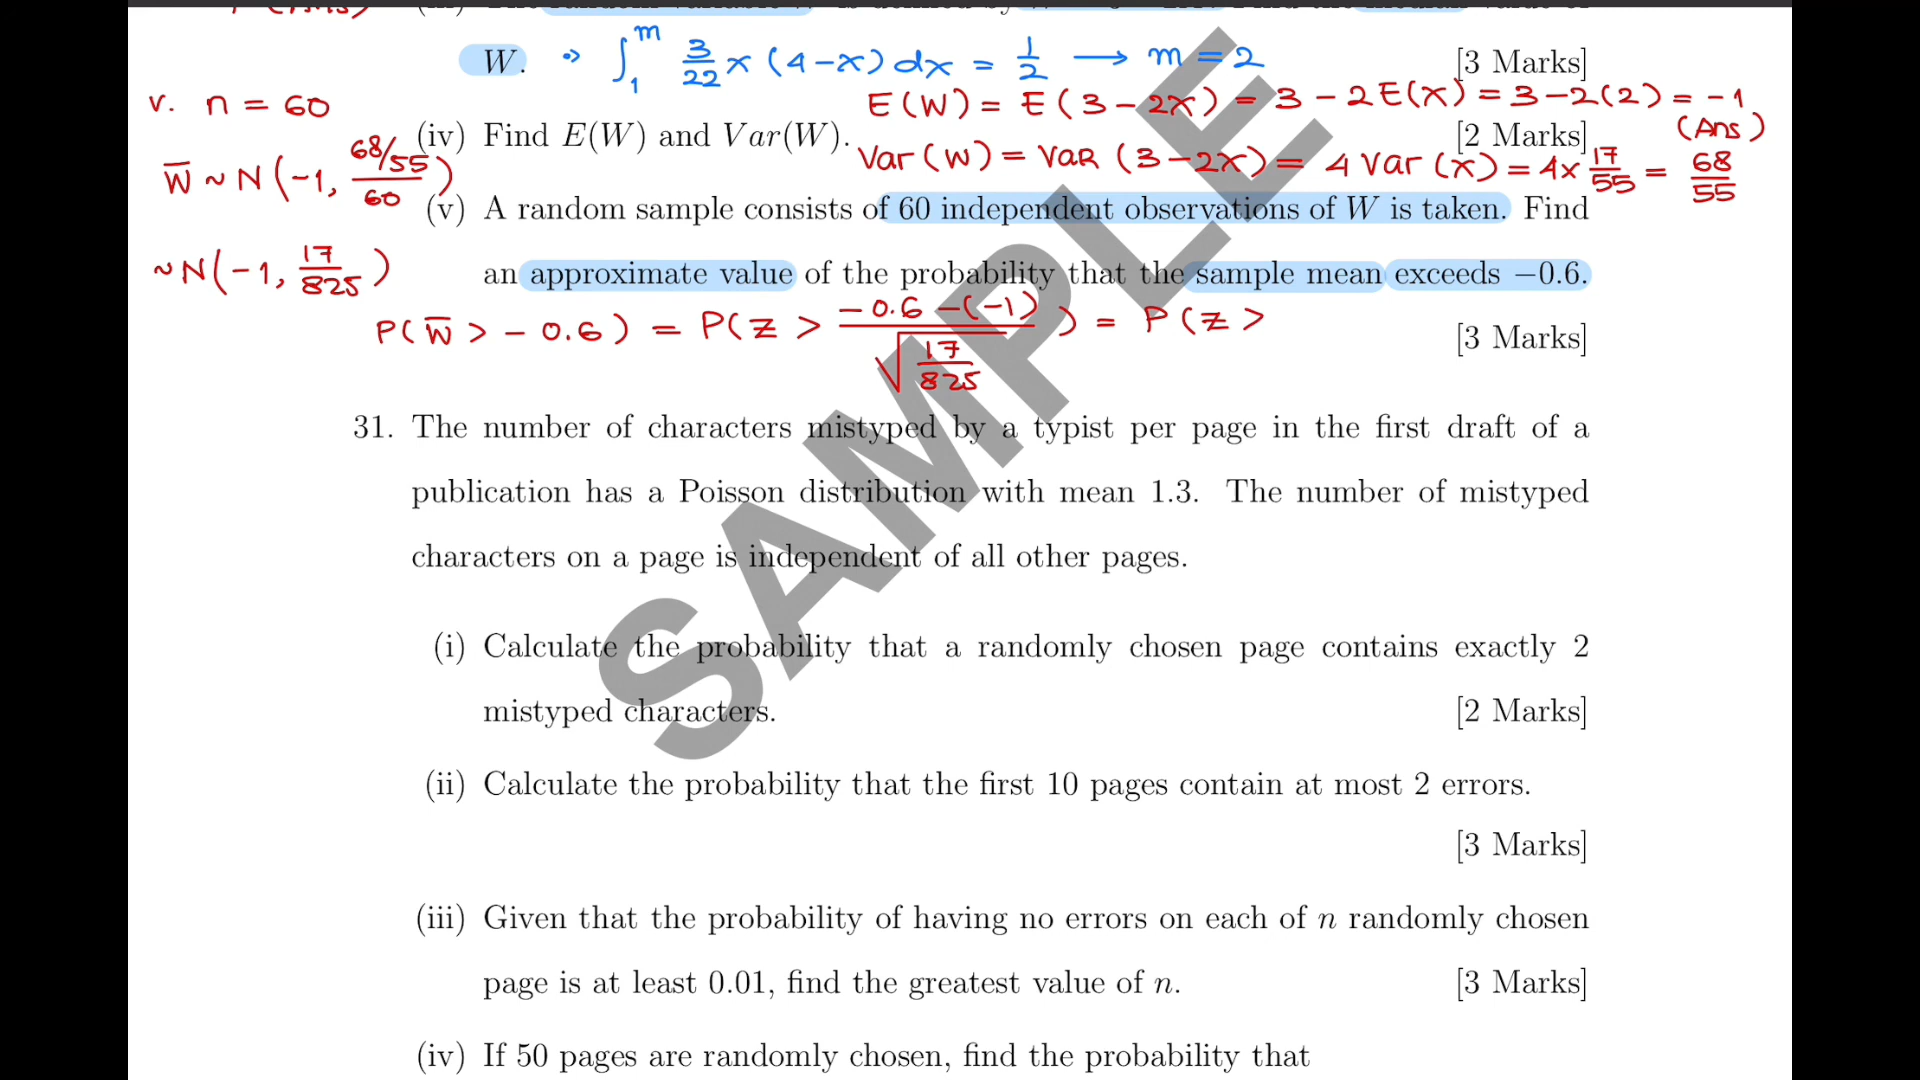 W. ⇒ ∫₁ᵐ 3/22 x (4-x) dx = 1/2 → m = 2 [3 Marks]
v. n = 60
E(W) = E(3-2X) = 3-2E(X) = 3-2(2) = -1 (Ans)
(iv) Find E(W) and Var(W). [2 Marks]
Var(W) = VAR(3-2X) = 4 Var(X) = 4x 17/55 = 68/55
W̅ ~ N(-1, 68/55/60)
(v) A random sample consists of 60 independent observations of W is taken. Find
an approximate value of the probability that the sample mean exceeds −0.6.
~N(-1, 17/825)
P(W̅ > -0.6) = P(Z > -0.6-(-1)/√17/825) = P(Z >
[3 Marks]
31. The number of characters mistyped by a typist per page in the first draft of a
publication has a Poisson distribution with mean 1.3. The number of mistyped
characters on a page is independent of all other pages.
(i) Calculate the probability that a randomly chosen page contains exactly 2
mistyped characters. [2 Marks]
(ii) Calculate the probability that the first 10 pages contain at most 2 errors.
[3 Marks]
(iii) Given that the probability of having no errors on each of n randomly chosen
page is at least 0.01, find the greatest value of n. [3 Marks]
(iv) If 50 pages are randomly chosen, find the probability that
SAMPLE